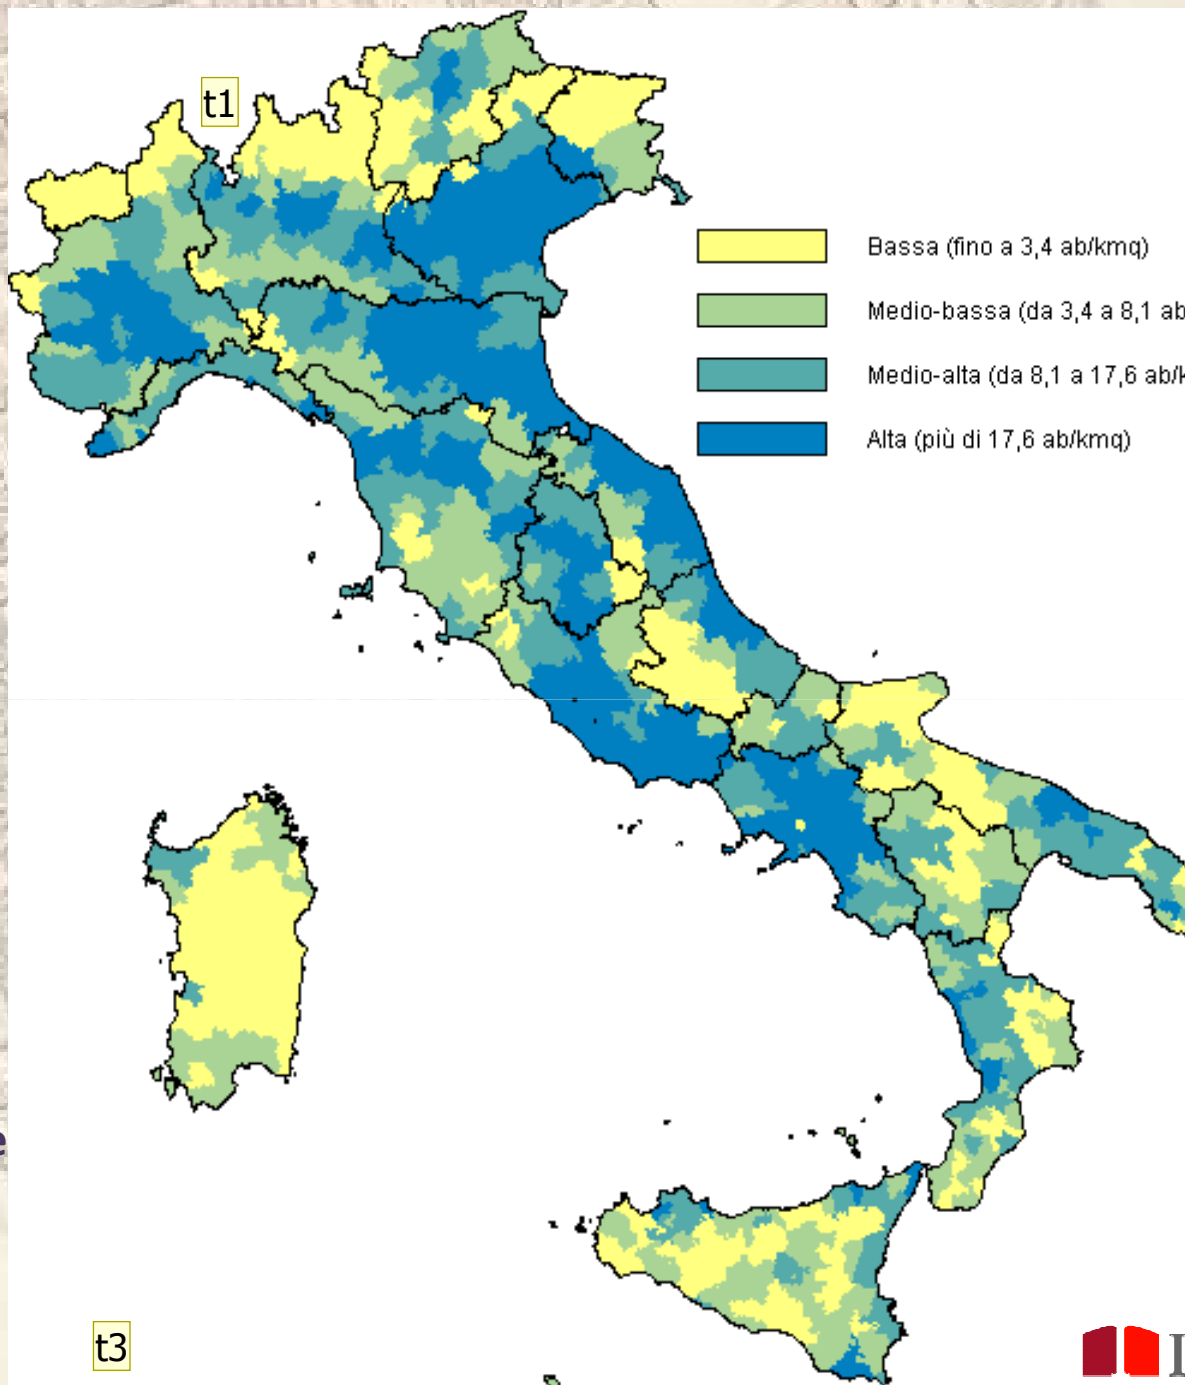 t1
Bassa (fino a 3,4 ab/kmq)
Medio-bassa (da 3,4 a 8,1 ab
Medio-alta (da 8,1 a 17,6 ab/k
Alta (più di 17,6 ab/kmq)
e
t3